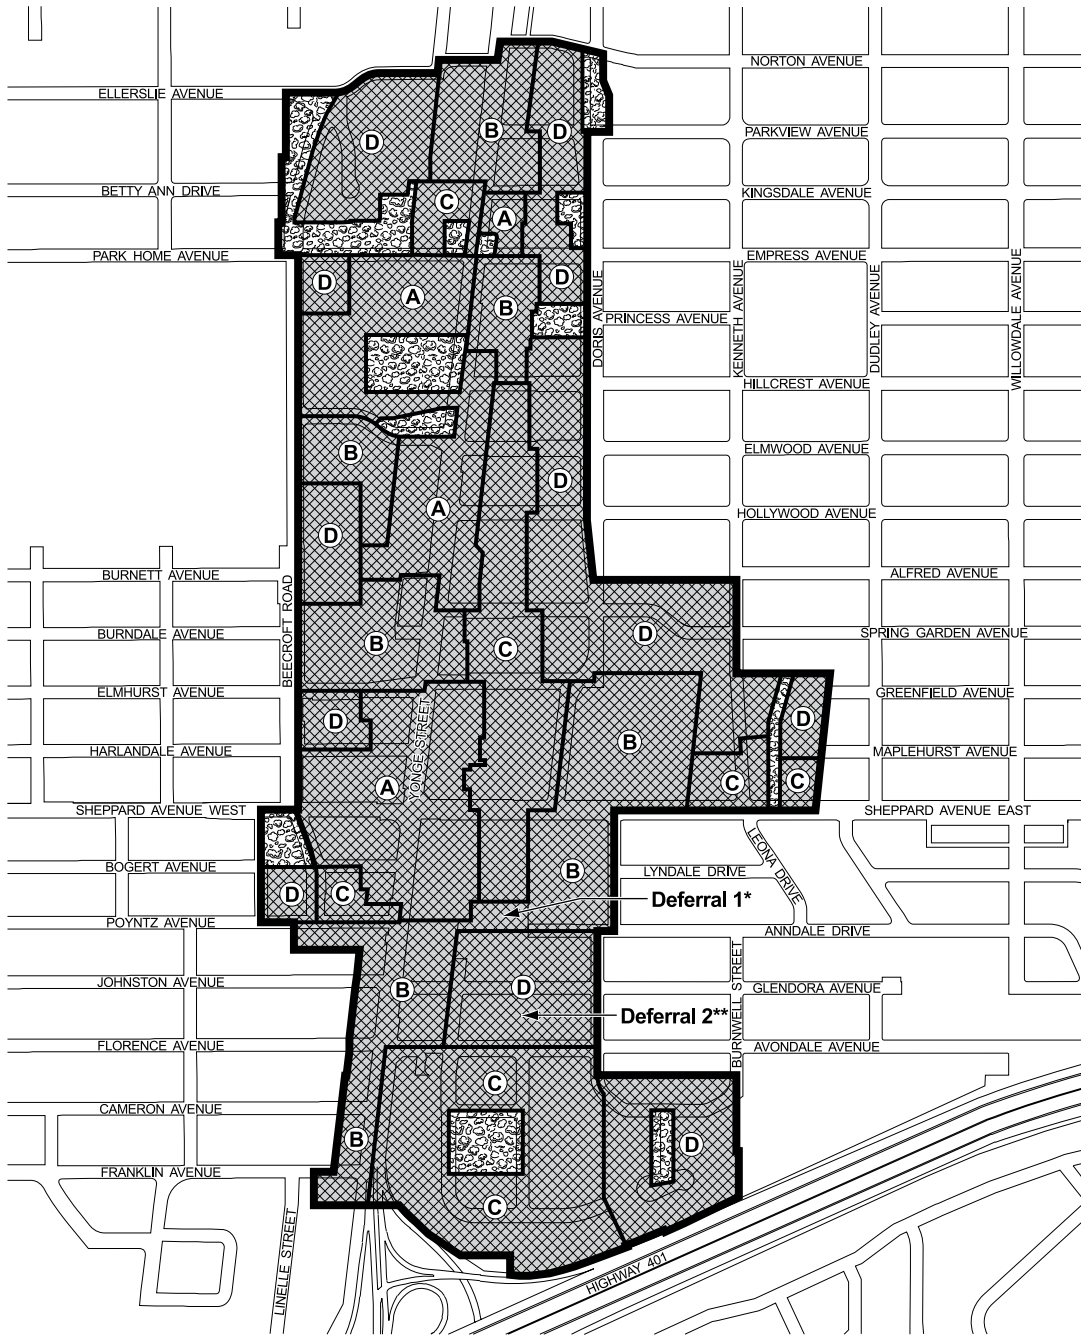 NORTON AVENUE
ELLERSLIE AVENUE
B
PARKVIEW AVENUE
D
D
BETTY ANN DRIVE
KINGSDALE AVENUE
C
A
PARK HOME AVENUE
EMPRESS AVENUE
D
D
A
B
DORIS AVENUE
PRINCESS AVENUE
KENNETH AVENUE
DUDLEY AVENUE
WILLOWDALE AVENUE
HILLCREST AVENUE
B
ELMWOOD AVENUE
D
A
HOLLYWOOD AVENUE
D
BURNETT AVENUE
ALFRED AVENUE
BEECROFT ROAD
BURNDALE AVENUE
SPRING GARDEN AVENUE
B
C
D
ELMHURST AVENUE
GREENFIELD AVENUE
D
YONGE STREET
D
B
HARLANDALE AVENUE
MAPLEHURST AVENUE
A
C
C
SHEPPARD AVENUE WEST
SHEPPARD AVENUE EAST
LEONA DRIVE
BOGERT AVENUE
LYNDALE DRIVE
D
C
B
Deferral 1*
POYNTZ AVENUE
ANNDALE DRIVE
JOHNSTON AVENUE
B
D
BURNWELL STREET
GLENDORA AVENUE
Deferral 2**
FLORENCE AVENUE
AVONDALE AVENUE
C
CAMERON AVENUE
B
D
FRANKLIN AVENUE
C
LINELLE STREET
HIGHWAY 401